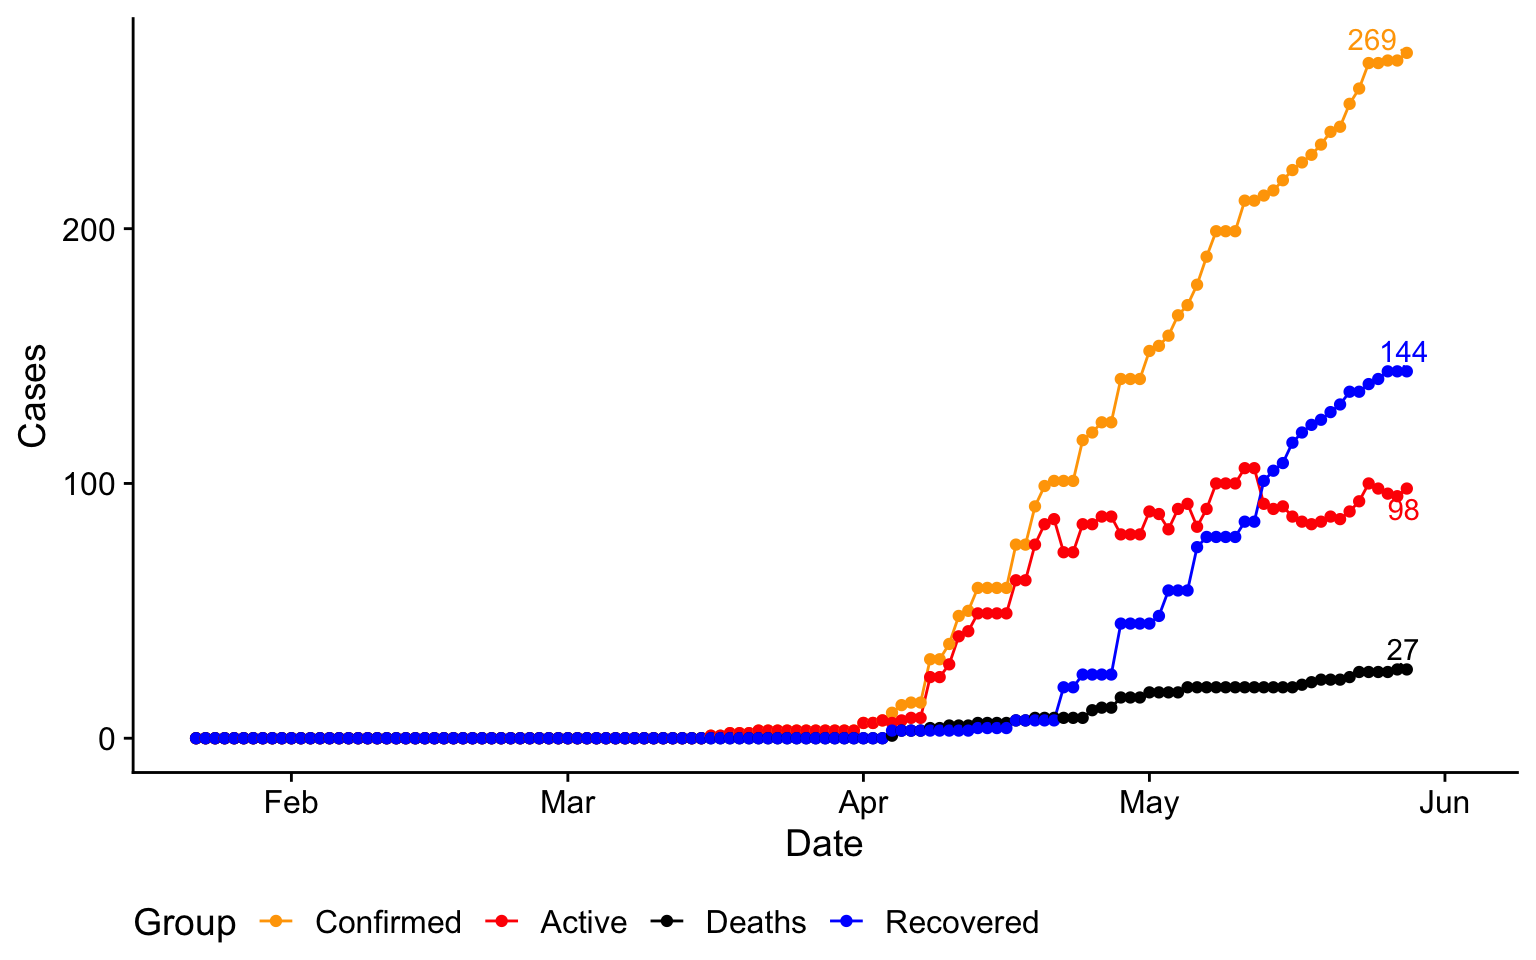 269
144
98
27
Cases
200
100
0
Feb Mar Apr May Jun
Date
Group Confirmed Active Deaths Recovered